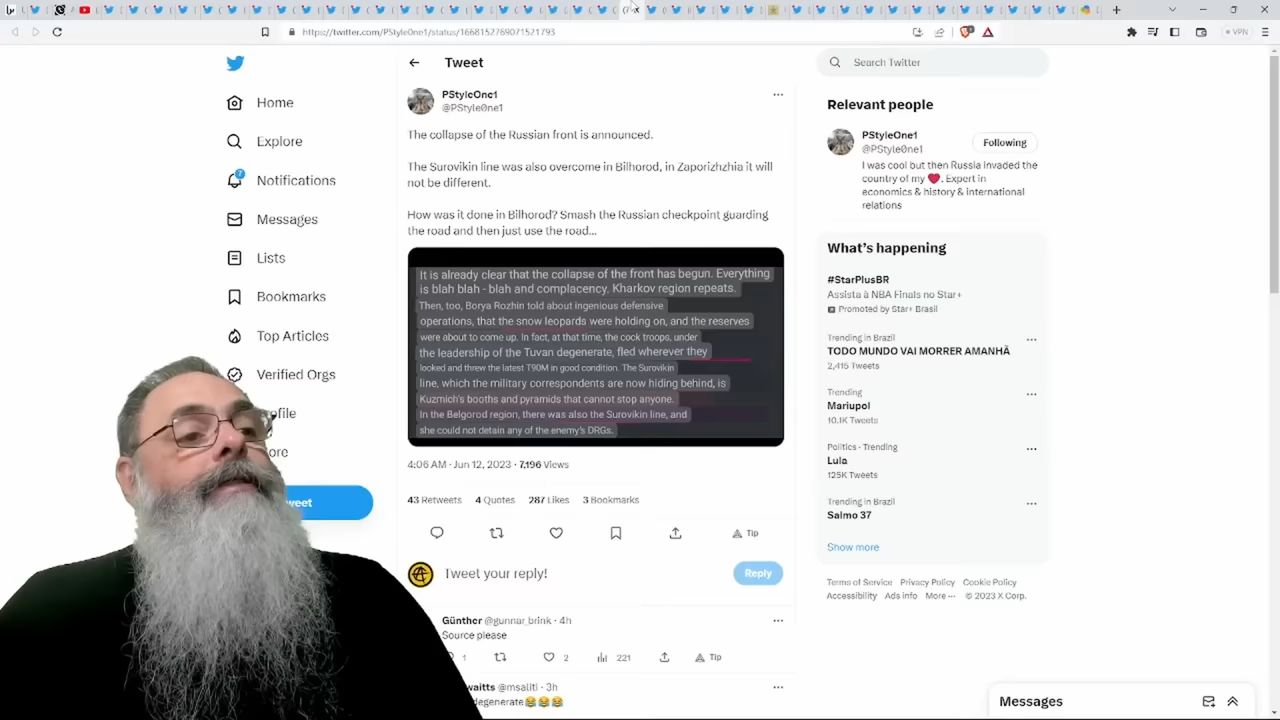 https://twitter.com/PStyle0ne1/status/1668152769071521793
VPN
Home
Explore
7
Notifications
Messages
Lists
Bookmarks
Top Articles
Verified Orgs
Tweet
PStyleOne1
@PStyle0ne1
The collapse of the Russian front is announced.
The Surovikin line was also overcome in Bilhorod, in Zaporizhzhia it will
not be different.
How was it done in Bilhorod? Smash the Russian checkpoint guarding
the road and then just use the road...
It is already clear that the collapse of the front has begun. Everything
is blah blah - blah and complacency. Kharkov region repeats.
Then, too, Borya Rozhin told about ingenious defensive
operations, that the snow leopards were holding on, and the reserves
were about to come up. In fact, at that time, the cock troops, under
the leadership of the Tuvan degenerate, fled wherever they
looked and threw the latest T90M in good condition. The Surovikin
line, which the military correspondents are now hiding behind, is
Kuzmich's booths and pyramids that cannot stop anyone.
In the Belgorod region, there was also the Surovikin line, and
she could not detain any of the enemy's DRGs.
4:06 AM · Jun 12, 2023 · 7,196 Views
43 Retweets 4 Quotes 287 Likes 3 Bookmarks
Tip
Tweet your reply!
Reply
Günther @gunnar_brink · 4h
Source please
1
2
221
Tip
@msaliti · 3h
degenerate😂😂😂
Search Twitter
Relevant people
PStyleOne1
@PStyle0ne1
Following
I was cool but then Russia invaded the
country of my ❤️. Expert in
economics & history & international
relations
What's happening
#StarPlusBR
Assista à NBA Finals no Star+
Promoted by Star+ Brasil
Trending in Brazil
TODO MUNDO VAI MORRER AMANHÃ
2,415 Tweets
Trending
Mariupol
10.1K Tweets
Politics · Trending
Lula
125K Tweets
Trending in Brazil
Salmo 37
Show more
Terms of Service Privacy Policy Cookie Policy
Accessibility Ads info More ··· © 2023 X Corp.
Messages